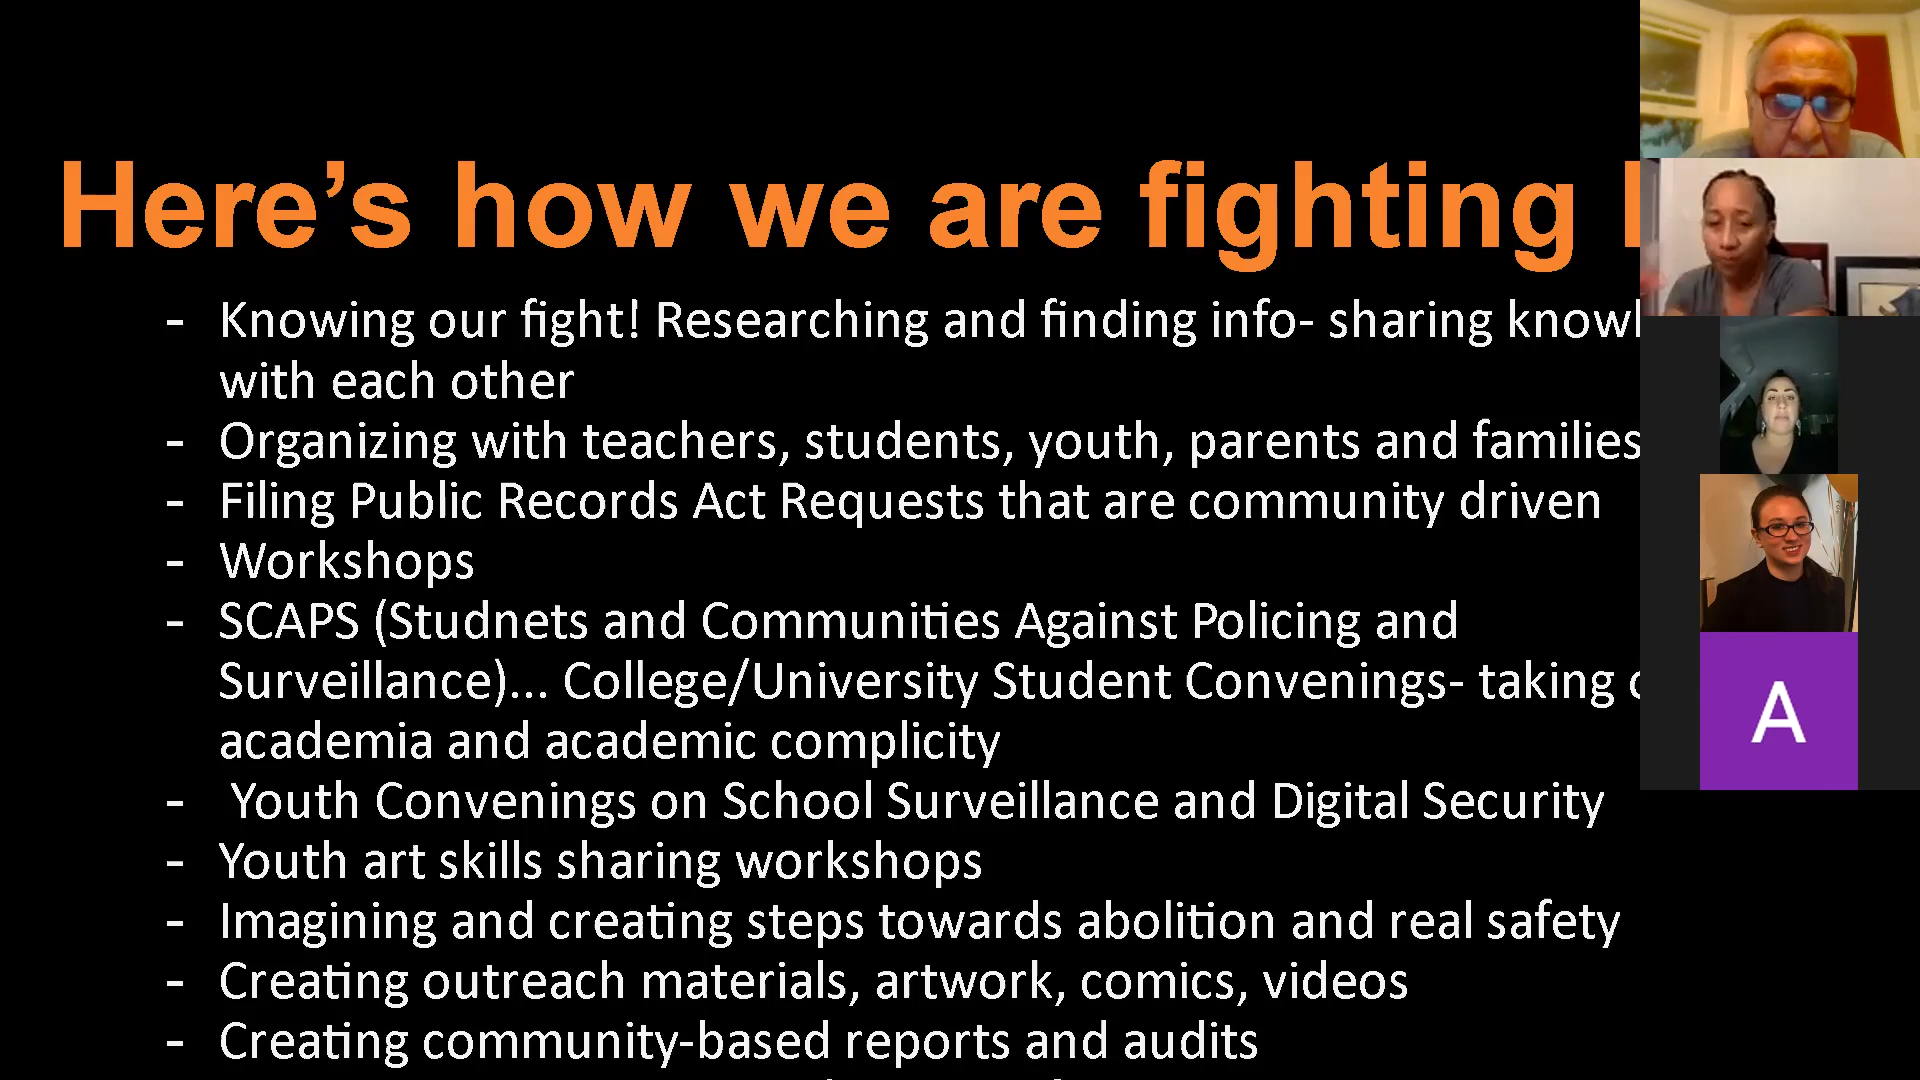 Here’s how we are fighting
- Knowing our fight! Researching and finding info- sharing
with each other
- Organizing with teachers, students, youth, parents and families
- Filing Public Records Act Requests that are community driven
- Workshops
- SCAPS (Studnets and Communities Against Policing and
Surveillance)... College/University Student Convenings- taking
academia and academic complicity
- Youth Convenings on School Surveillance and Digital Security
- Youth art skills sharing workshops
- Imagining and creating steps towards abolition and real safety
- Creating outreach materials, artwork, comics, videos
- Creating community-based reports and audits
A